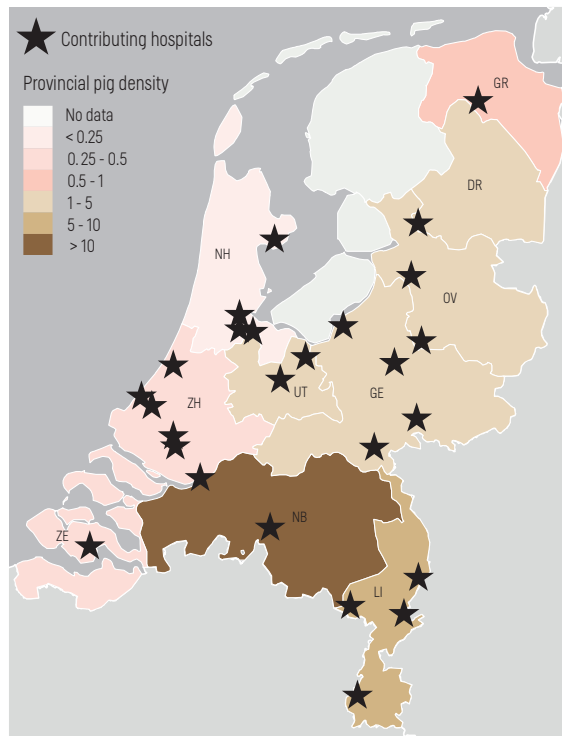 Contributing hospitals
Provincial pig density
No data
< 0.25
0.25 - 0.5
0.5 - 1
1 - 5
5 - 10
> 10
GR
DR
NH
OV
UT
GE
ZH
NB
ZE
LI